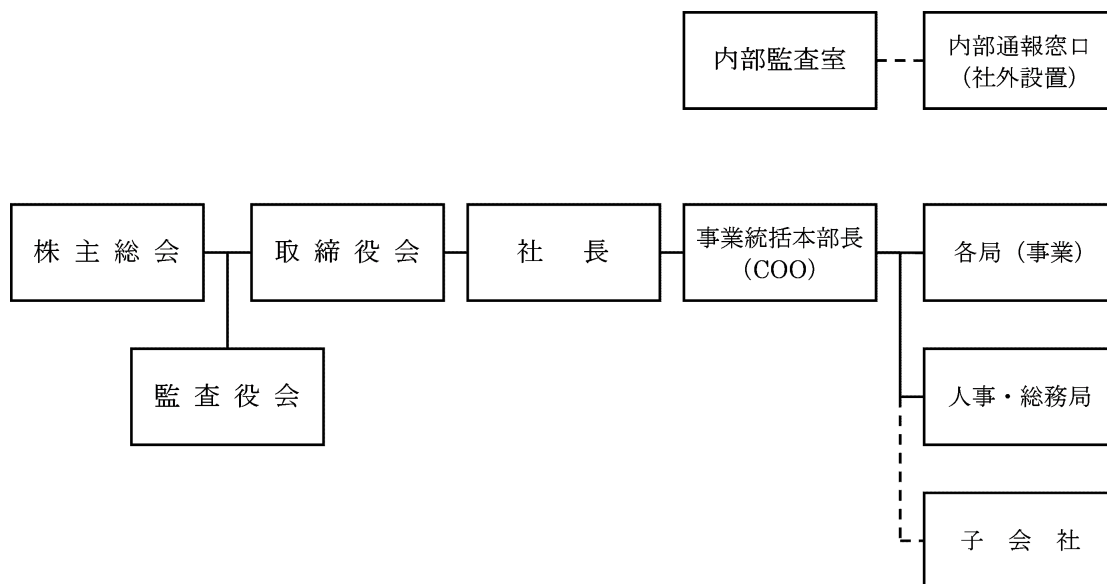 内部監査室
内部通報窓口
（社外設置）
株主総会
取締役会
社長
事業統括本部長
（COO）
各局（事業）
監査役会
人事・総務局
子会社